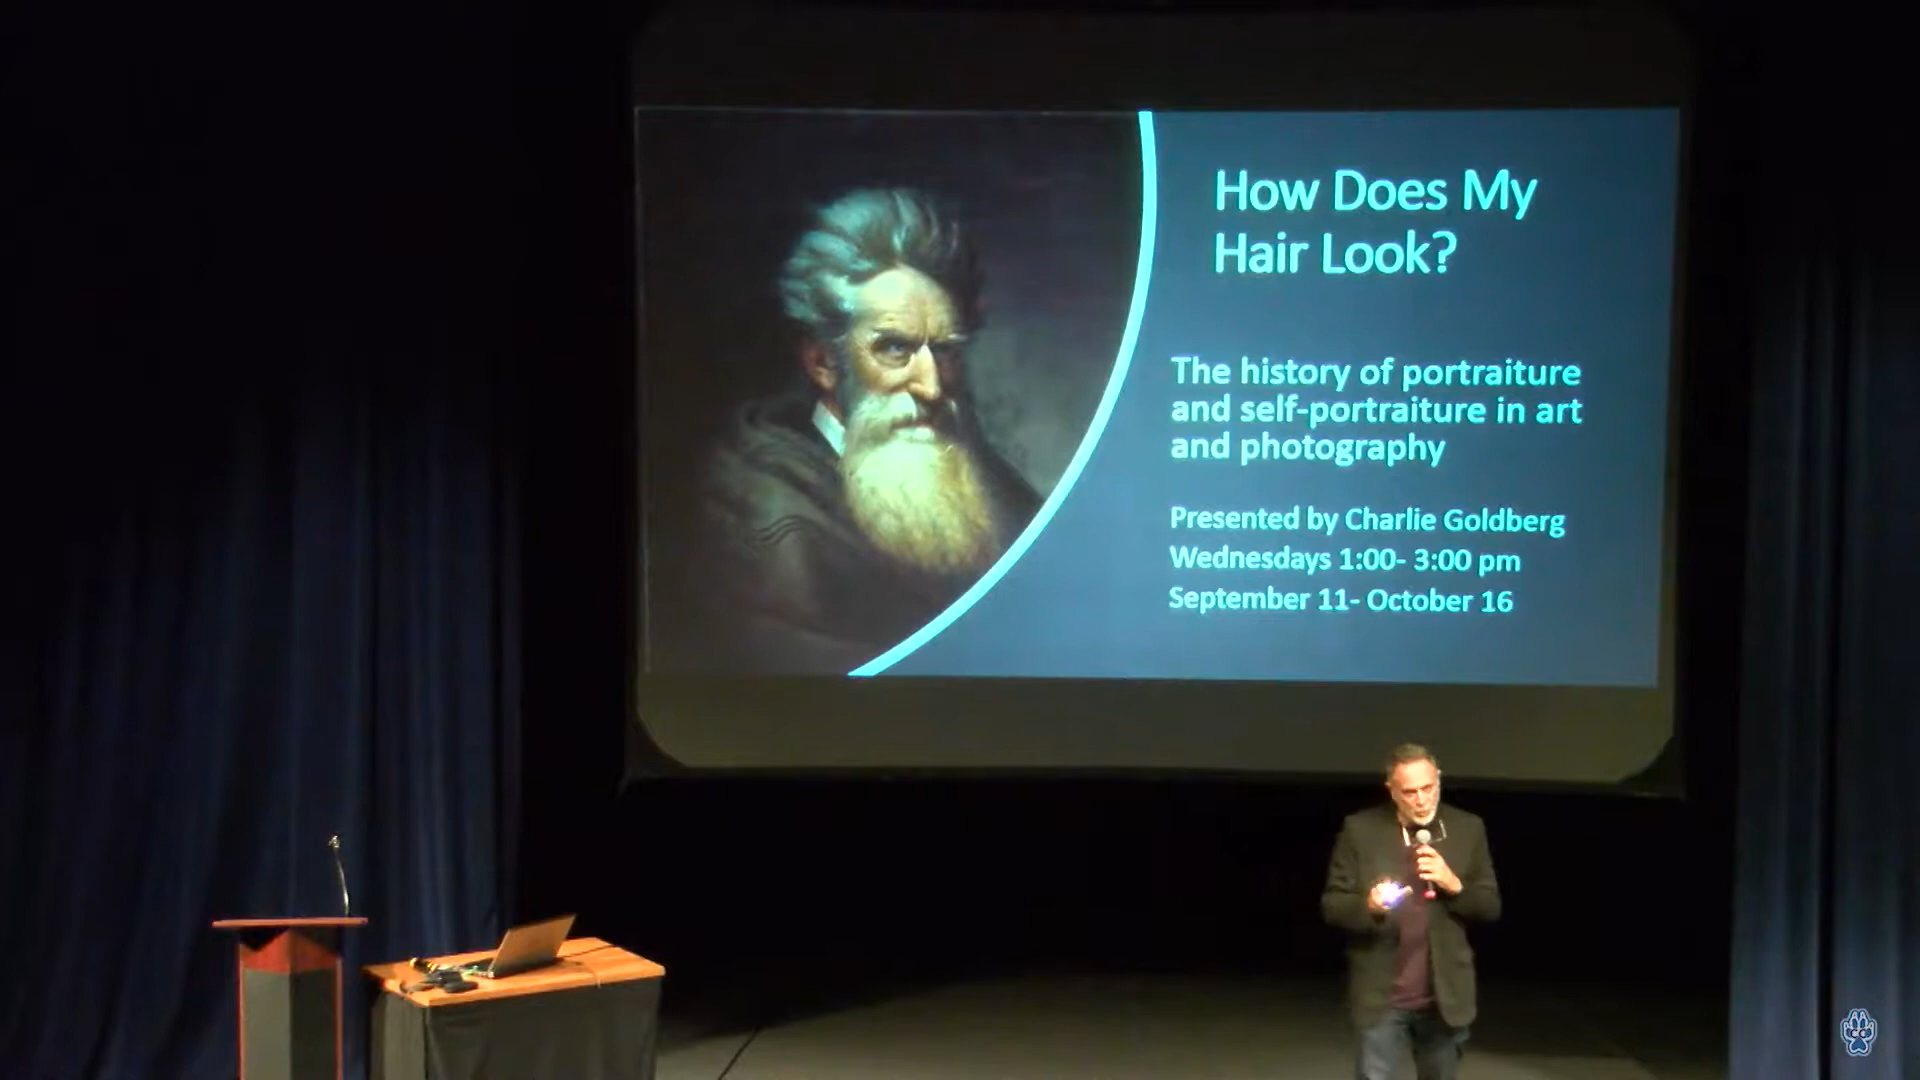 How Does My
Hair Look?
The history of portraiture
and self-portraiture in art
and photography
Presented by Charlie Goldberg
Wednesdays 1:00- 3:00 pm
September 11- October 16